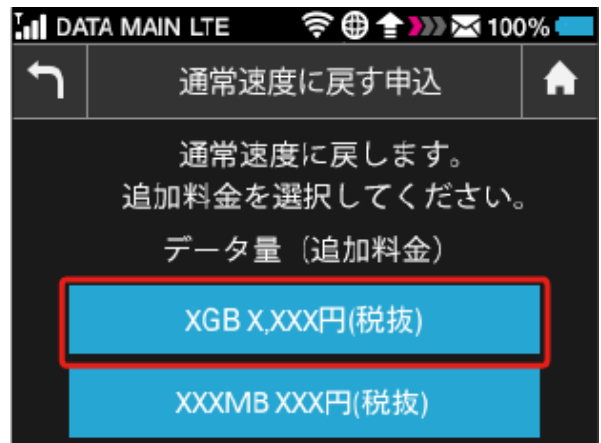 DATA MAIN LTE 100%
通常速度に戻す申込
通常速度に戻します。
追加料金を選択してください。
データ量（追加料金）
XGB X,XXX円(税抜)
XXXMB XXX円(税抜)